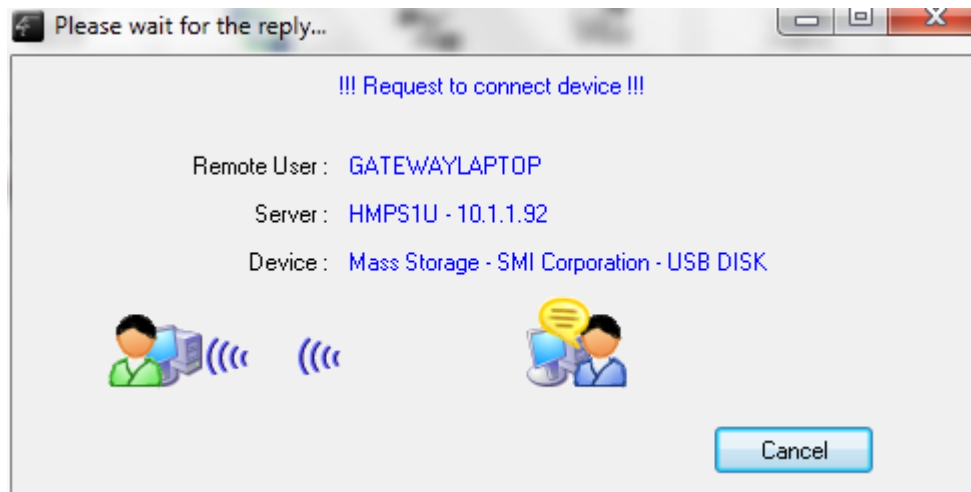 Please wait for the reply...
!!! Request to connect device !!!
Remote User : GATEWAYLAPTOP
Server : HMPS1U - 10.1.1.92
Device : Mass Storage - SMI Corporation - USB DISK
Cancel